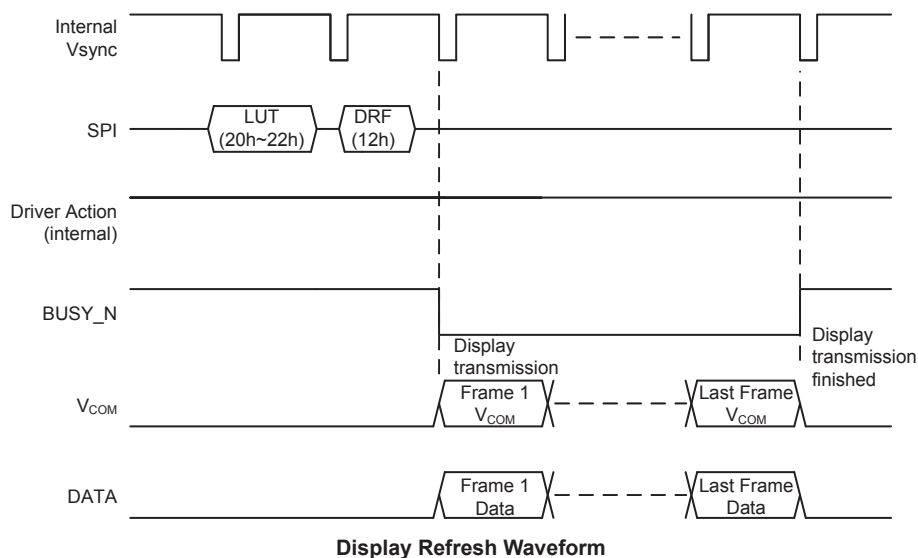 Internal
Vsync
SPI
LUT
(20h~22h)
DRF
(12h)
Driver Action
(internal)
BUSY_N
Display
transmission
Display
transmission
finished
VCOM
Frame 1
VCOM
Last Frame
VCOM
DATA
Frame 1
Data
Last Frame
Data
Display Refresh Waveform